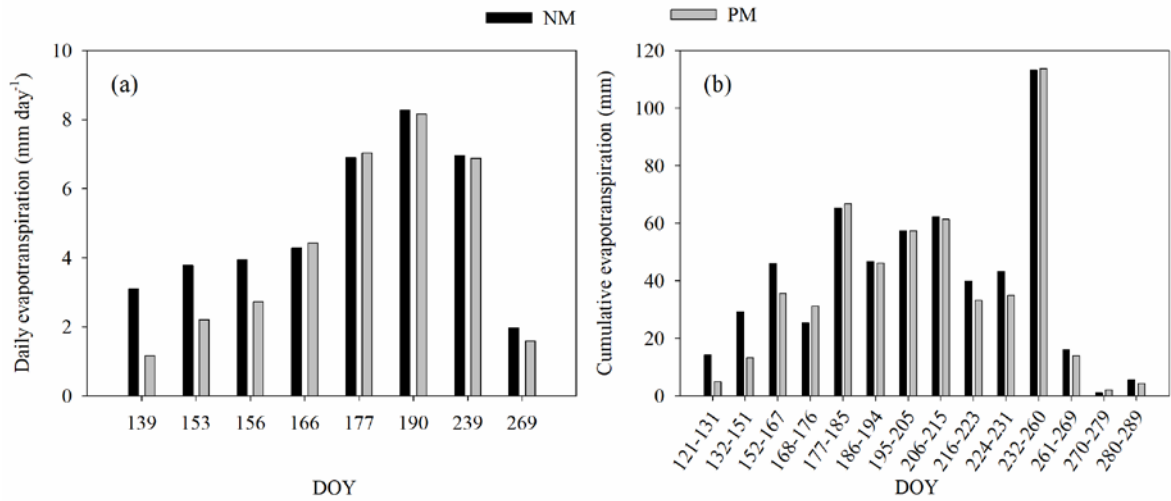 NM
PM
(a)
Daily evapotranspiration (mm day⁻¹)
10
8
6
4
2
0
139 153 156 166 177 190 239 269
DOY
(b)
Cumulative evapotranspiration (mm)
120
100
80
60
40
20
0
121-131 132-151 152-167 168-176 177-185 186-194 195-205 206-215 216-223 224-231 232-260 261-269 270-279 280-289
DOY